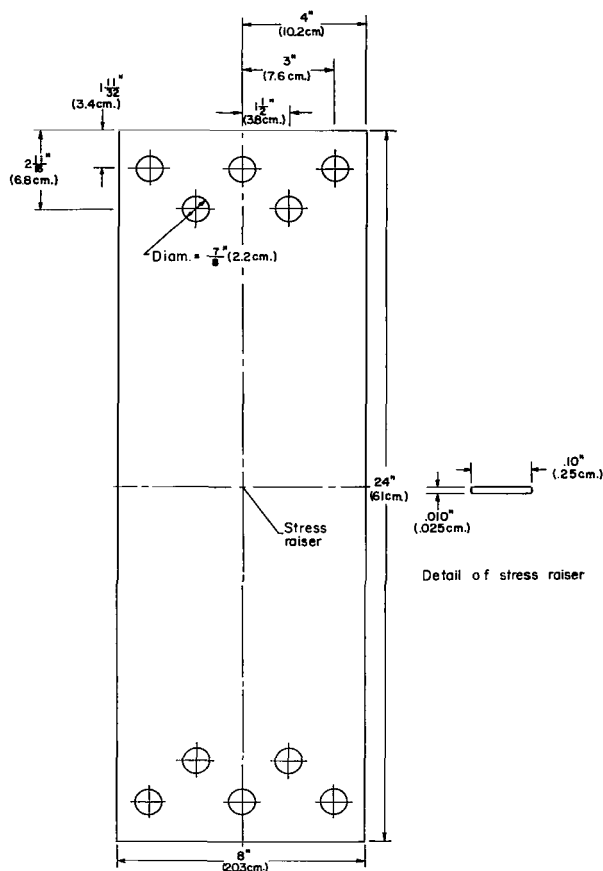 4"
(10.2cm)
3"
(7.6cm)
1 11/32"
(3.4cm.)
1 1/2"
(3.8cm.)
2 11/16"
(6.8cm.)
Diam. = 7/8" (2.2cm.)
24"
(61cm.)
Stress
raiser
.10"
(.25cm.)
.010"
(.025cm.)
Detail of stress raiser
8"
(20.3cm.)